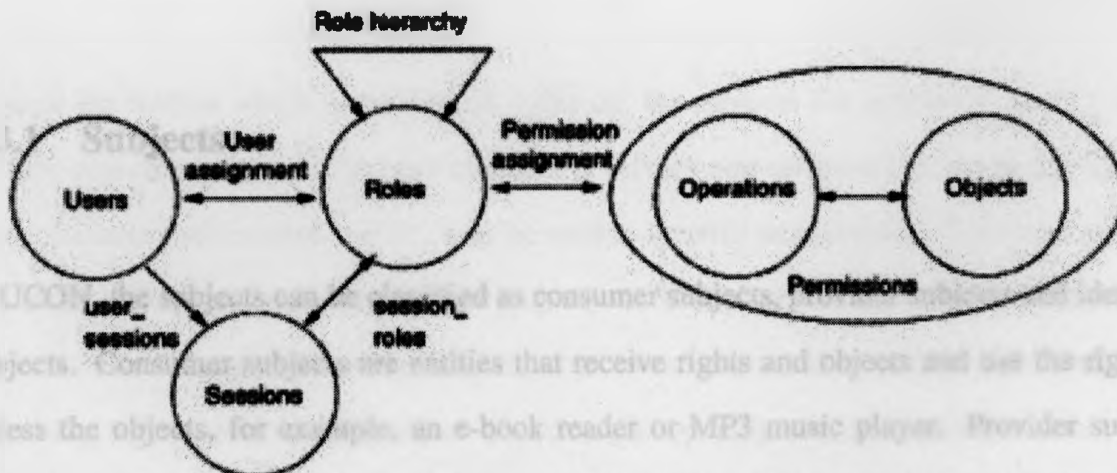 Role hierarchy
Subjects
User
assignment
Permission
assignment
Users
Roles
Operations
Objects
Permissions
UCON, the subjects can be classified as consumer subjects, provider subjects and
user_
sessions
session_
roles
Consumer subjects are entities that receive rights and objects and use the
Sessions
the objects, for example, an e-book reader or MP3 music player. Provider